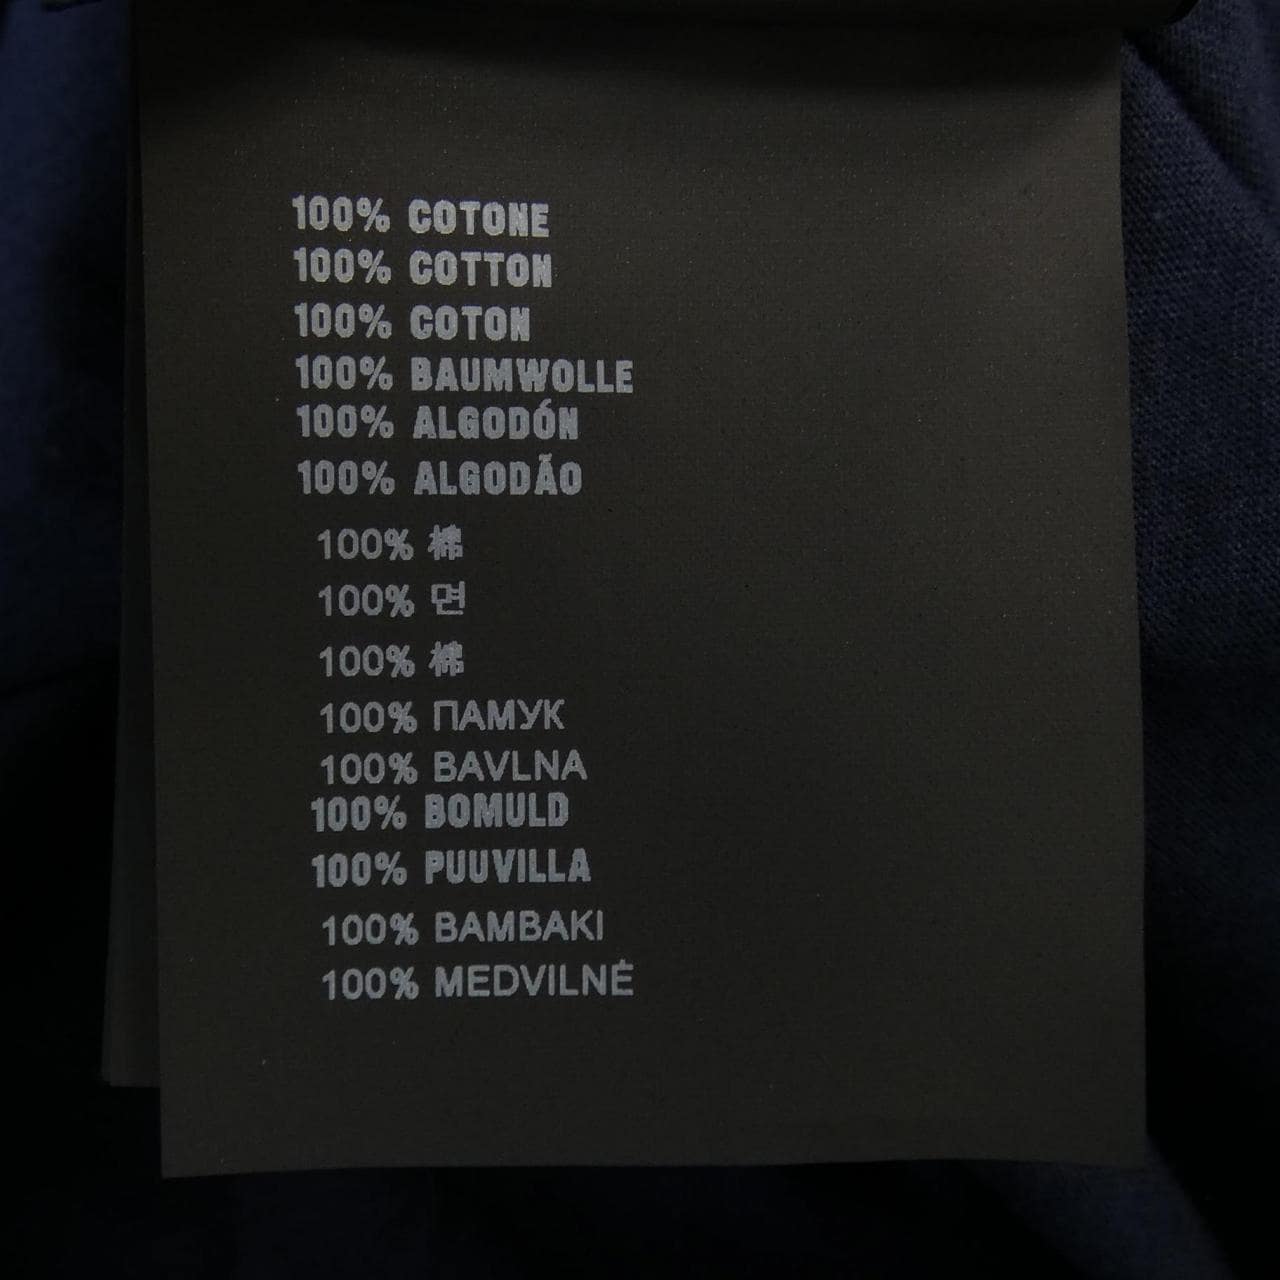 100% COTONE
100% COTTON
100% COTON
100% BAUMWOLLE
100% ALGODÓN
100% ALGODÃO
100% 棉
100% 면
100% 棉
100% ПАМУК
100% BAVLNA
100% BOMULD
100% PUUVILLA
100% BAMBAKI
100% MEDVILNĖ